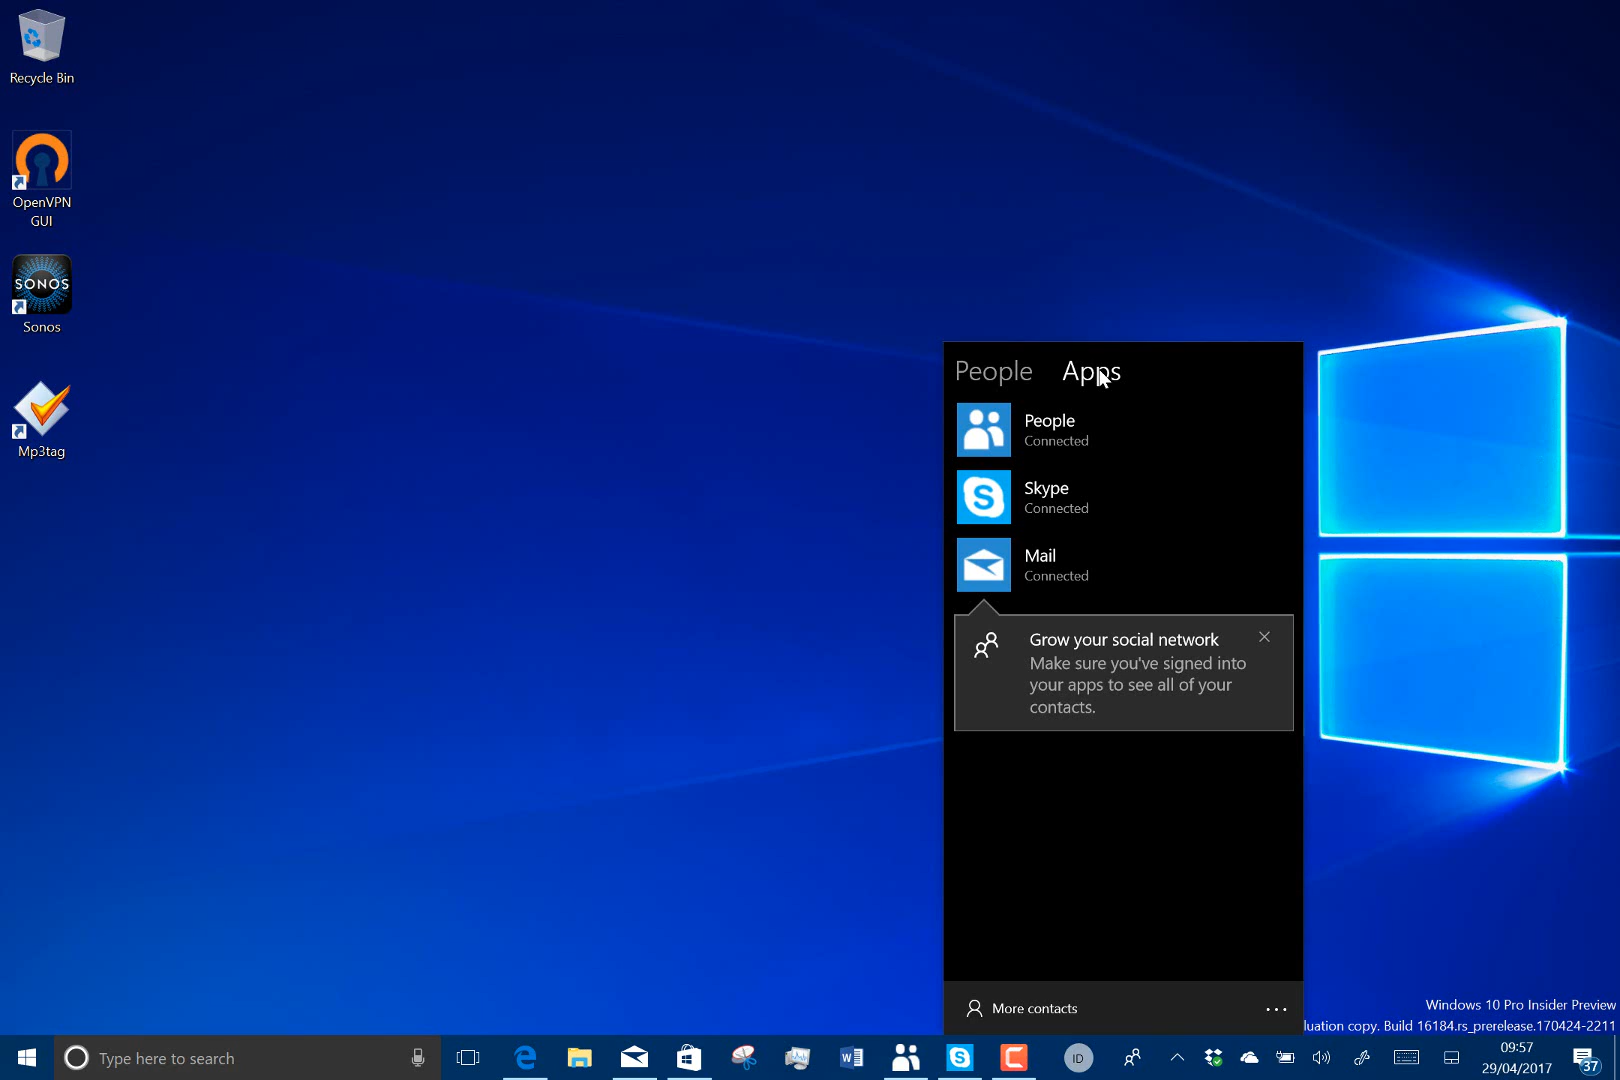 Recycle Bin
OpenVPN
GUI
SONOS
Sonos
Mp3tag
People Apps
People
Connected
Skype
Connected
Mail
Connected
Grow your social network
Make sure you've signed into
your apps to see all of your
contacts.
More contacts
Windows 10 Pro Insider Preview
luation copy. Build 16184.rs_prerelease.170424-2211
Type here to search
ID
09:57
29/04/2017
37